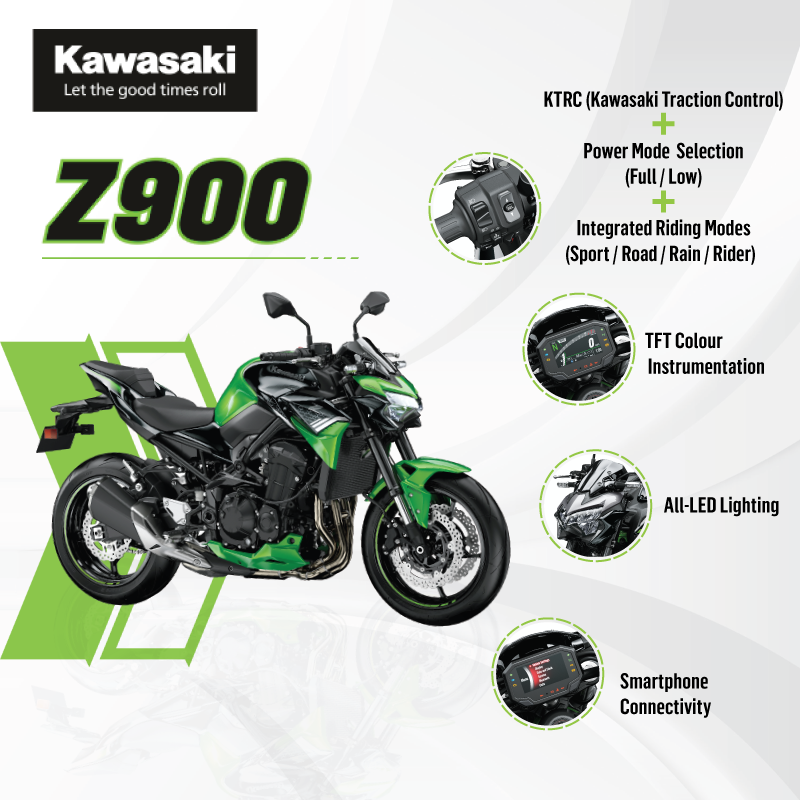 Kawasaki
Let the good times roll
Z900
KTRC (Kawasaki Traction Control)
+
Power Mode Selection
(Full / Low)
+
Integrated Riding Modes
(Sport / Road / Rain / Rider)
TFT Colour
Instrumentation
All-LED Lighting
Smartphone
Connectivity